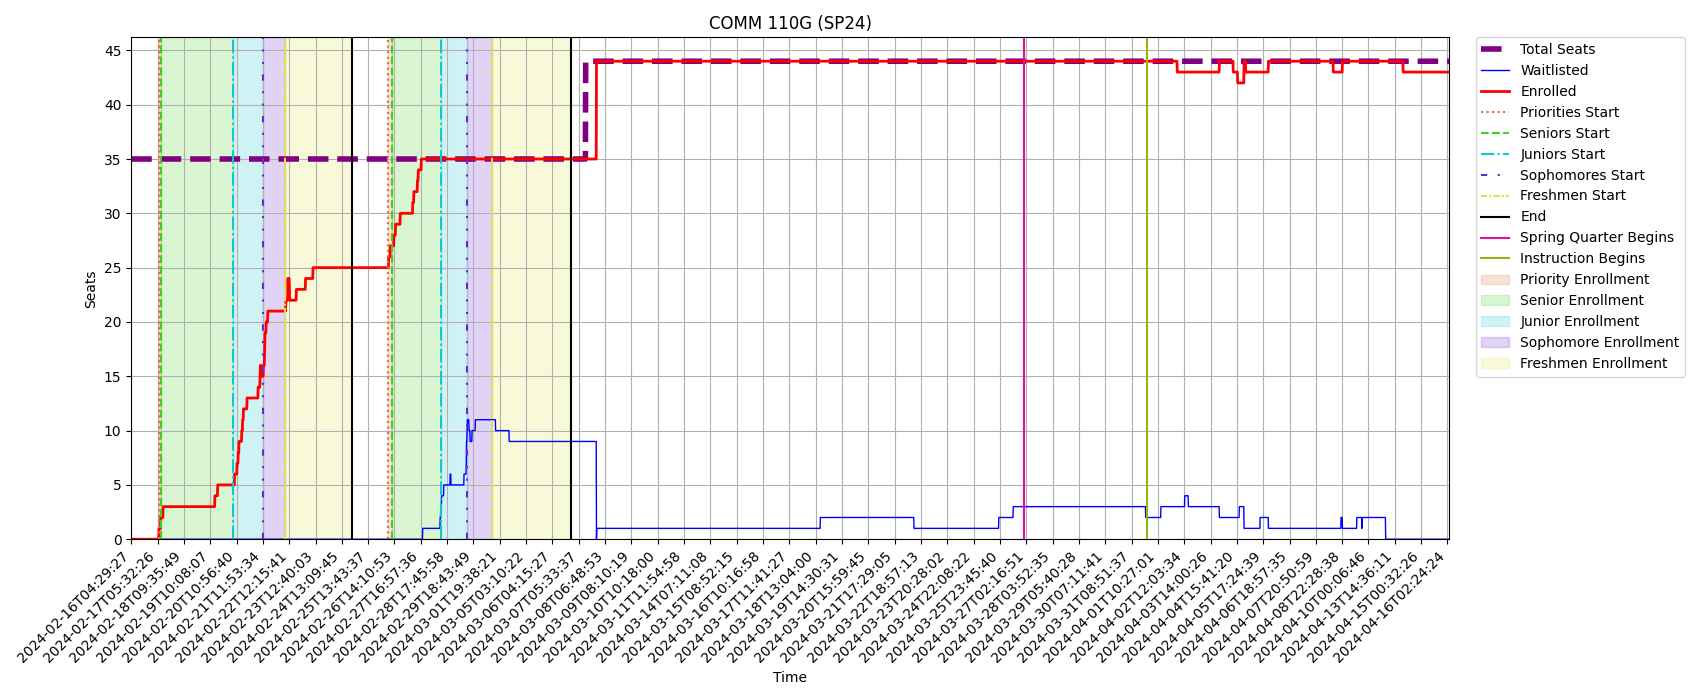 COMM 110G (SP24)
Seats
45
40
35
30
25
20
15
10
5
0
2024-02-16T04:29:27
2024-02-17T05:32:26
2024-02-18T09:35:49
2024-02-19T10:08:07
2024-02-20T10:56:40
2024-02-21T11:53:34
2024-02-22T12:15:41
2024-02-23T12:40:03
2024-02-24T13:09:45
2024-02-25T13:43:37
2024-02-26T14:10:53
2024-02-27T16:57:36
2024-02-28T17:45:58
2024-02-29T18:43:49
2024-03-01T19:38:21
2024-03-05T03:10:22
2024-03-06T04:15:27
2024-03-07T05:33:37
2024-03-08T06:48:53
2024-03-09T08:10:19
2024-03-10T10:18:00
2024-03-11T11:54:58
2024-03-14T07:11:08
2024-03-15T08:52:15
2024-03-16T10:16:58
2024-03-17T11:41:27
2024-03-18T13:04:00
2024-03-19T14:30:31
2024-03-20T15:59:45
2024-03-21T17:29:05
2024-03-22T18:57:13
2024-03-23T20:28:02
2024-03-24T22:08:22
2024-03-25T23:45:40
2024-03-27T02:16:51
2024-03-28T03:52:35
2024-03-29T05:40:28
2024-03-30T07:11:41
2024-03-31T08:51:37
2024-04-01T10:27:01
2024-04-02T12:03:34
2024-04-03T14:00:26
2024-04-04T15:41:20
2024-04-05T17:24:39
2024-04-06T18:57:35
2024-04-07T20:50:59
2024-04-08T22:28:38
2024-04-10T00:06:46
2024-04-13T14:36:11
2024-04-15T00:32:26
2024-04-16T02:24:24
Time
Total Seats
Waitlisted
Enrolled
Priorities Start
Seniors Start
Juniors Start
Sophomores Start
Freshmen Start
End
Spring Quarter Begins
Instruction Begins
Priority Enrollment
Senior Enrollment
Junior Enrollment
Sophomore Enrollment
Freshmen Enrollment